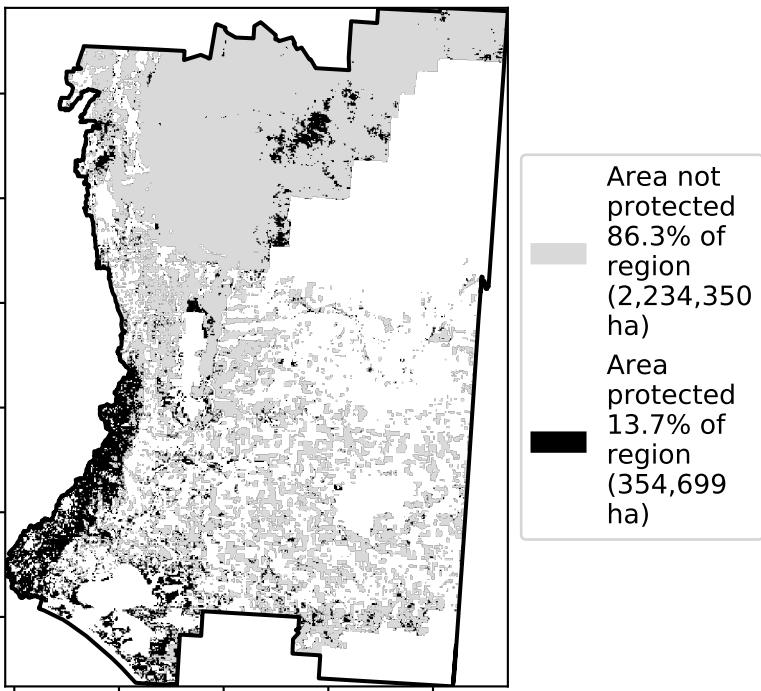 Area not
protected
86.3% of
region
(2,234,350
ha)
Area
protected
13.7% of
region
(354,699
ha)